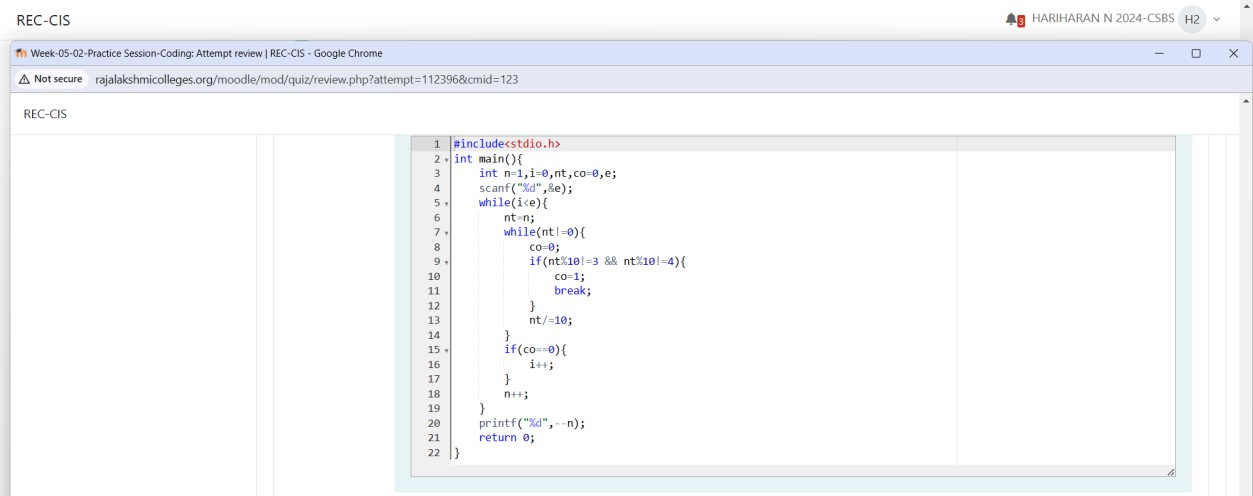 REC-CIS
3 HARIHARAN N 2024-CSBS H2
Week-05-02-Practice Session-Coding: Attempt review | REC-CIS - Google Chrome
Not secure rajalakshmicolleges.org/moodle/mod/quiz/review.php?attempt=112396&cmid=123
REC-CIS
1 #include<stdio.h>
2 int main(){
3 int n=1,i=0,nt,co=0,e;
4 scanf("%d",&e);
5 while(i<e){
6 nt=n;
7 while(nt!=0){
8 co=0;
9 if(nt%10!=3 && nt%10!=4){
10 co=1;
11 break;
12 }
13 nt/=10;
14 }
15 if(co==0){
16 i++;
17 }
18 n++;
19 }
20 printf("%d",--n);
21 return 0;
22 }